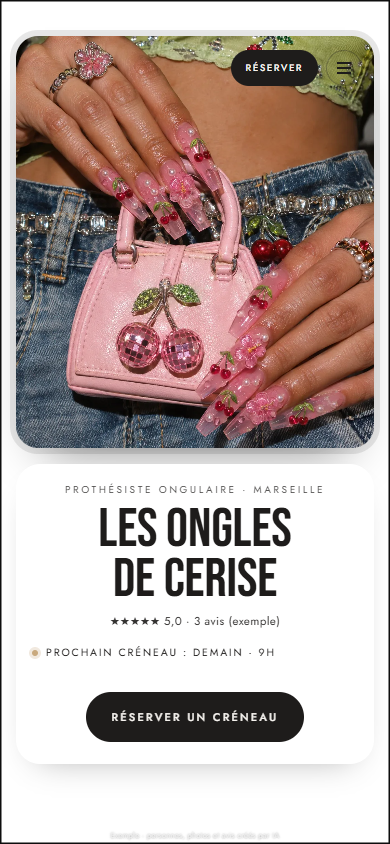 RÉSERVER
PROTHÉSISTE ONGULAIRE · MARSEILLE
LES ONGLES
DE CERISE
★★★★★ 5,0 · 3 avis (exemple)
PROCHAIN CRÉNEAU : DEMAIN · 9H
RÉSERVER UN CRÉNEAU